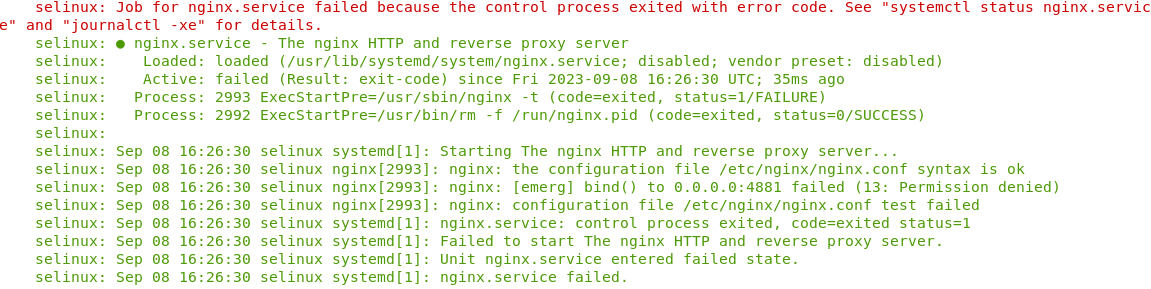 selinux: Job for nginx.service failed because the control process exited with error code. See "systemctl status nginx.servic
e" and "journalctl -xe" for details.
selinux: ● nginx.service - The nginx HTTP and reverse proxy server
selinux:    Loaded: loaded (/usr/lib/systemd/system/nginx.service; disabled; vendor preset: disabled)
selinux:    Active: failed (Result: exit-code) since Fri 2023-09-08 16:26:30 UTC; 35ms ago
selinux:   Process: 2993 ExecStartPre=/usr/sbin/nginx -t (code=exited, status=1/FAILURE)
selinux:   Process: 2992 ExecStartPre=/usr/bin/rm -f /run/nginx.pid (code=exited, status=0/SUCCESS)
selinux:
selinux: Sep 08 16:26:30 selinux systemd[1]: Starting The nginx HTTP and reverse proxy server...
selinux: Sep 08 16:26:30 selinux nginx[2993]: nginx: the configuration file /etc/nginx/nginx.conf syntax is ok
selinux: Sep 08 16:26:30 selinux nginx[2993]: nginx: [emerg] bind() to 0.0.0.0:4881 failed (13: Permission denied)
selinux: Sep 08 16:26:30 selinux nginx[2993]: nginx: configuration file /etc/nginx/nginx.conf test failed
selinux: Sep 08 16:26:30 selinux systemd[1]: nginx.service: control process exited, code=exited status=1
selinux: Sep 08 16:26:30 selinux systemd[1]: Failed to start The nginx HTTP and reverse proxy server.
selinux: Sep 08 16:26:30 selinux systemd[1]: Unit nginx.service entered failed state.
selinux: Sep 08 16:26:30 selinux systemd[1]: nginx.service failed.